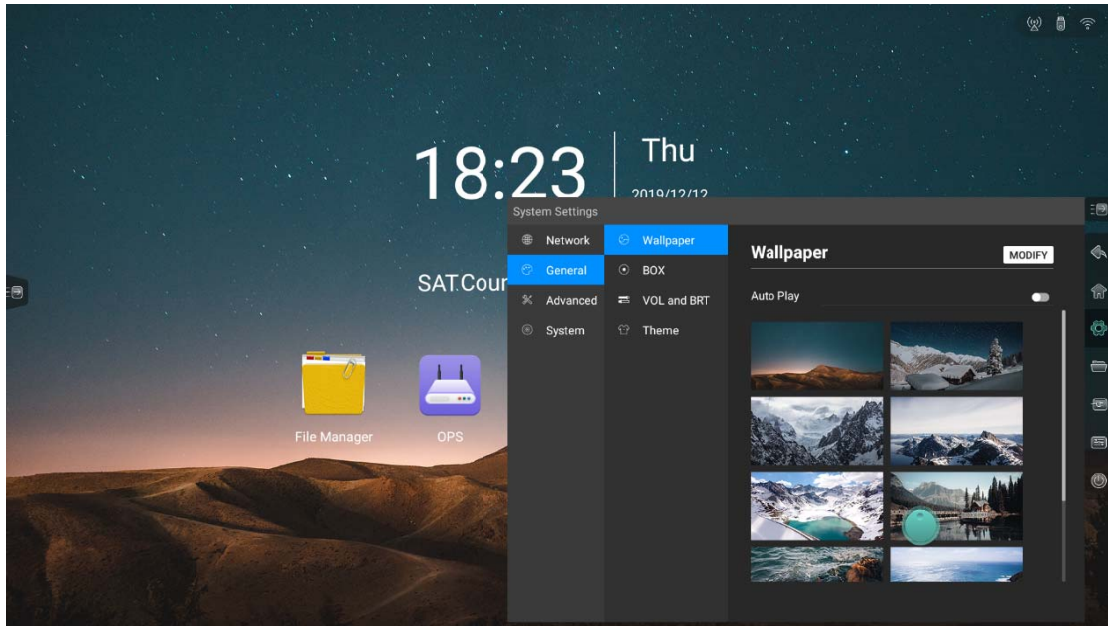 18:23
Thu
2019/12/12
SAT.Cour
File Manager
OPS
System Settings
Network
General
Advanced
System
Wallpaper
BOX
VOL and BRT
Theme
Wallpaper
MODIFY
Auto Play